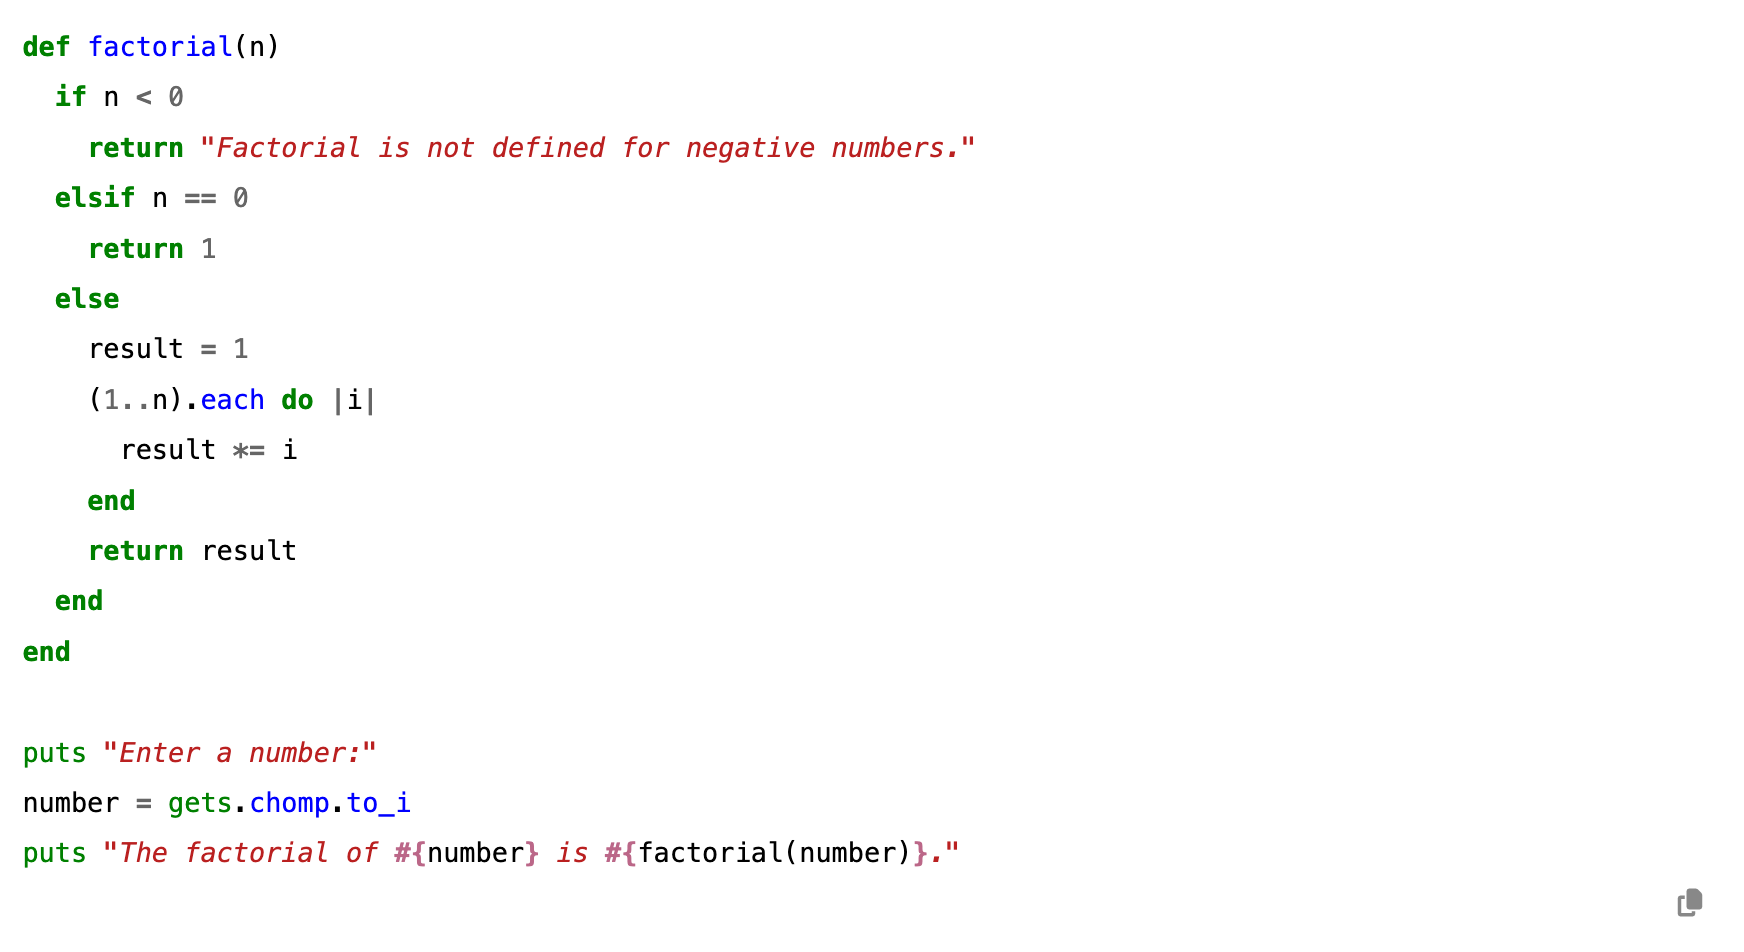 def factorial(n)
  if n < 0
    return "Factorial is not defined for negative numbers."
  elsif n == 0
    return 1
  else
    result = 1
    (1..n).each do |i|
      result *= i
    end
    return result
  end
end

puts "Enter a number:"
number = gets.chomp.to_i
puts "The factorial of #{number} is #{factorial(number)}."